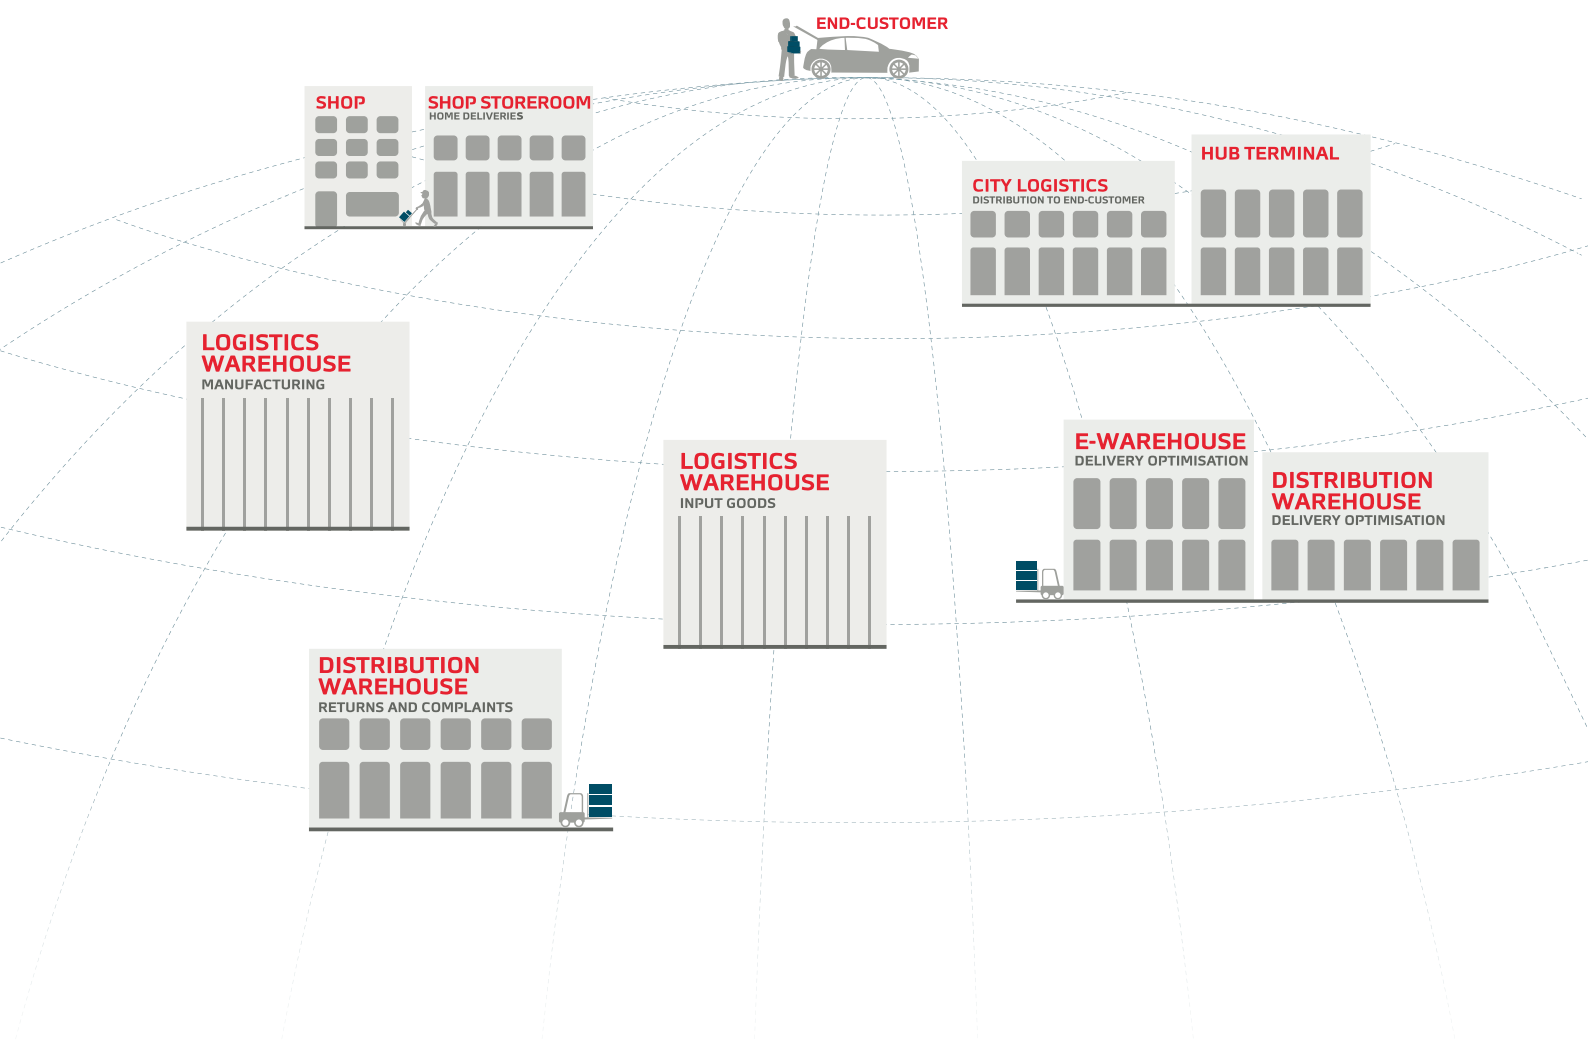 END-CUSTOMER
SHOP
SHOP STOREROOM
HOME DELIVERIES
HUB TERMINAL
CITY LOGISTICS
DISTRIBUTION TO END-CUSTOMER
LOGISTICS
WAREHOUSE
MANUFACTURING
LOGISTICS
WAREHOUSE
INPUT GOODS
E-WAREHOUSE
DELIVERY OPTIMISATION
DISTRIBUTION
WAREHOUSE
DELIVERY OPTIMISATION
DISTRIBUTION
WAREHOUSE
RETURNS AND COMPLAINTS